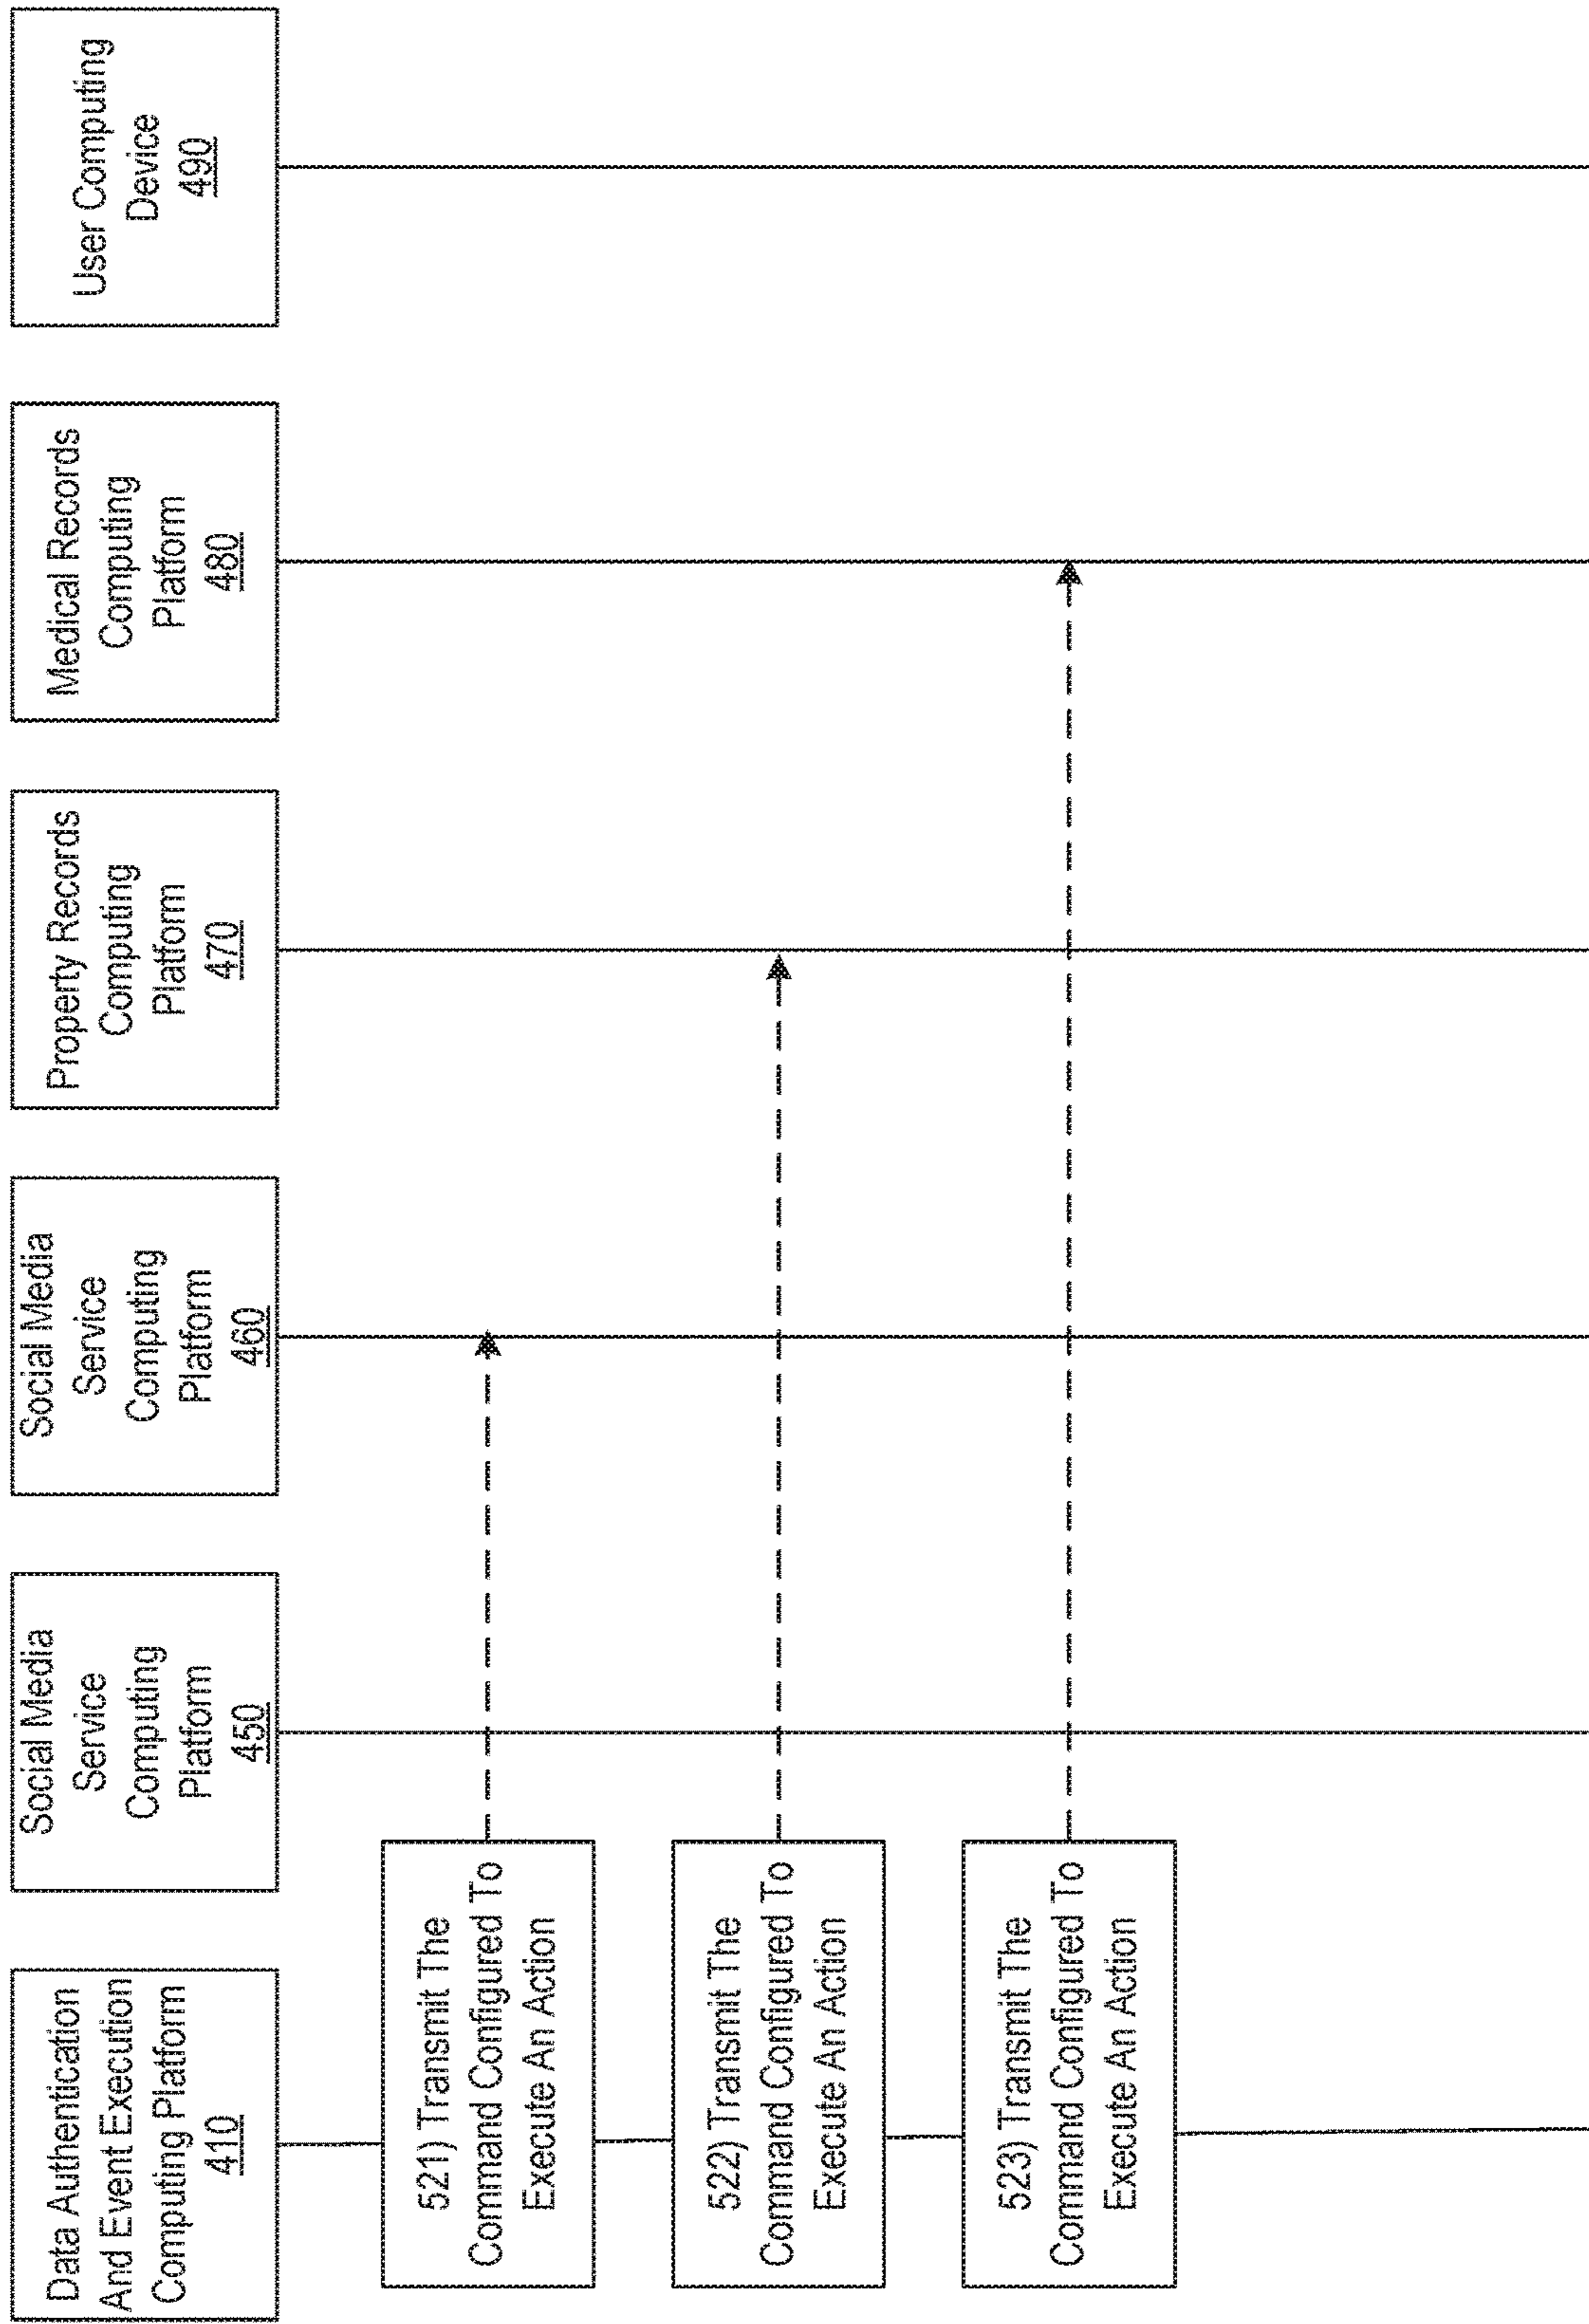 Data Authentication
And Event Execution
Computing Platform
410
Social Media
Service
Computing
Platform
450
Social Media
Service
Computing
Platform
460
Property Records
Computing
Platform
470
Medical Records
Computing
Platform
480
User Computing
Device
490
521) Transmit The
Command Configured To
Execute An Action
522) Transmit The
Command Configured To
Execute An Action
523) Transmit The
Command Configured To
Execute An Action